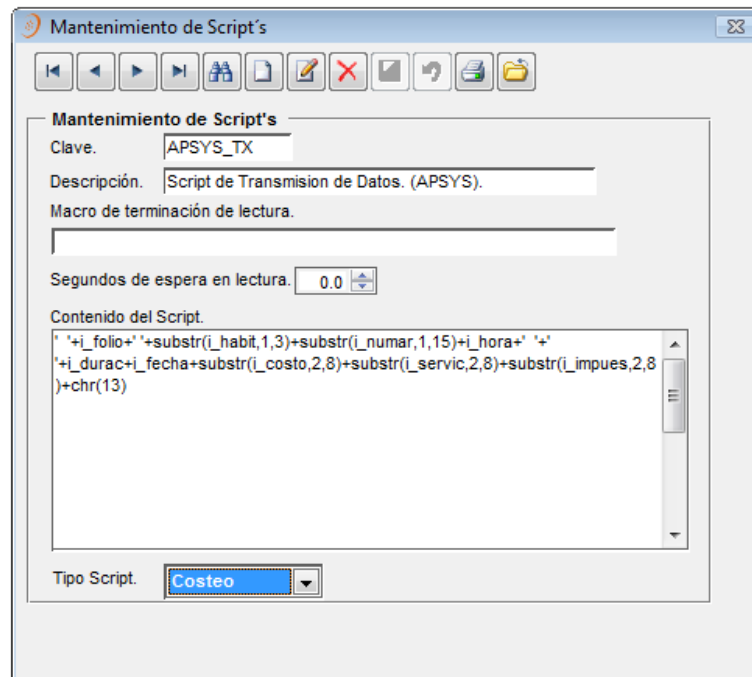 Mantenimiento de Script´s
Mantenimiento de Script's
Clave. APSYS_TX
Descripción. Script de Transmision de Datos. (APSYS).
Macro de terminación de lectura.
Segundos de espera en lectura. 0.0
Contenido del Script.
'  '+i_folio+' '+substr(i_habit,1,3)+substr(i_numar,1,15)+i_hora+'  '+'
'+i_durac+i_fecha+substr(i_costo,2,8)+substr(i_servic,2,8)+substr(i_impues,2,8
)+chr(13)
Tipo Script. Costeo